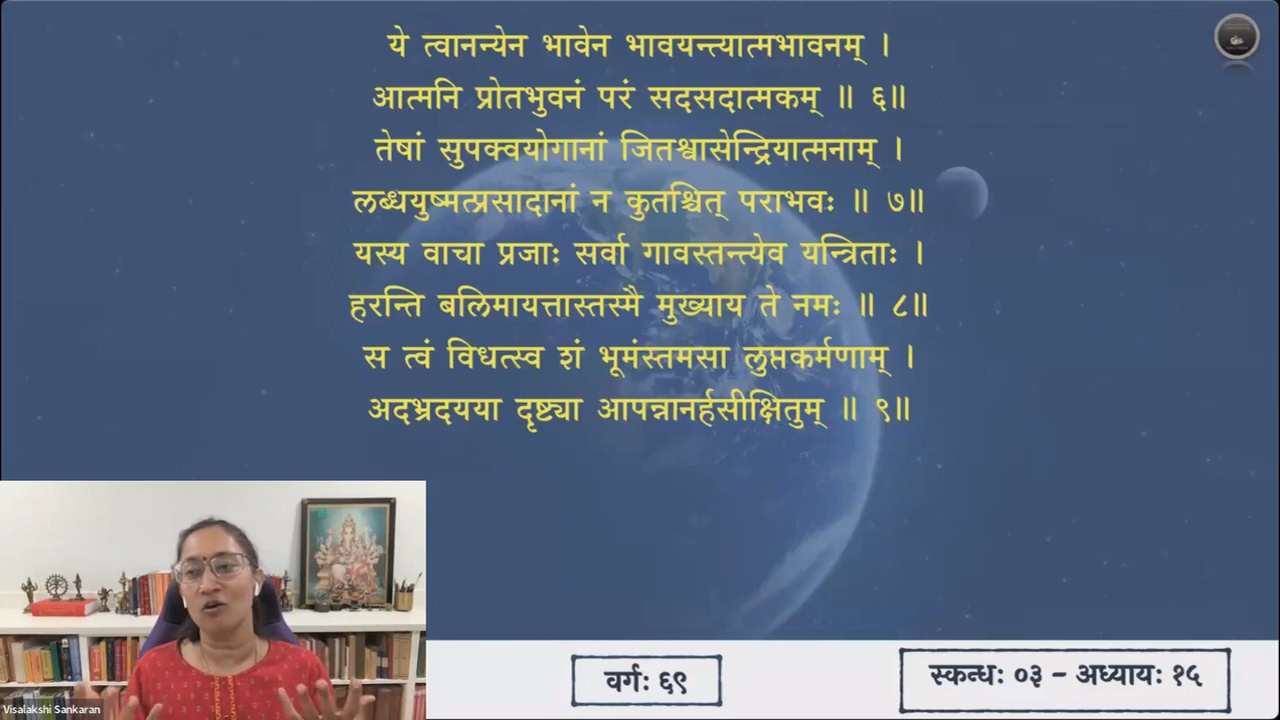 ये त्वानन्येन भावेन भावयन्त्यात्मभावनम् ।
आत्मनि प्रोतभुवनं परं सदसदात्मकम् ॥ ६॥
तेषां सुपक्वयोगानां जितश्वासेन्द्रियात्मनाम् ।
लब्धयुष्मत्प्रसादानां न कुतश्चित् पराभवः ॥ ७॥
यस्य वाचा प्रजाः सर्वा गावस्तन्त्येव यन्त्रिताः ।
हरन्ति बलिमायत्तास्तस्मै मुख्याय ते नमः ॥ ८॥
स त्वं विधत्स्व शं भूमंस्तमसा लुप्तकर्मणाम् ।
अदभ्रदयया दृष्ट्या आपन्नानर्हसीक्षितुम् ॥ ९॥
Visalakshi Sankaran
वर्गः ६९
स्कन्धः ०३ - अध्यायः १५